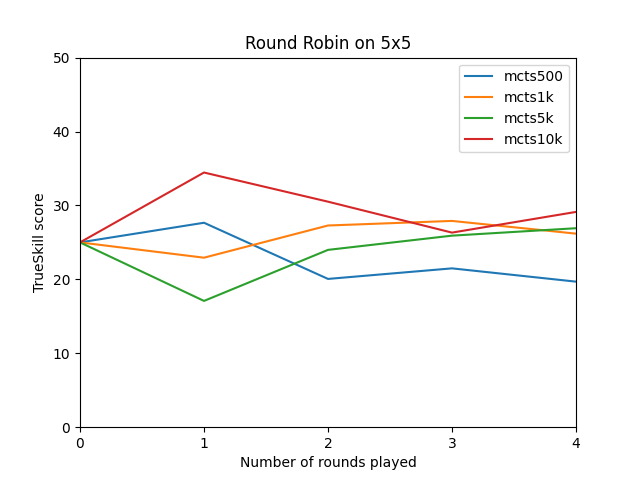 Round Robin on 5x5
mcts500
mcts1k
mcts5k
mcts10k
TrueSkill score
50
40
30
20
10
0
0 1 2 3 4
Number of rounds played